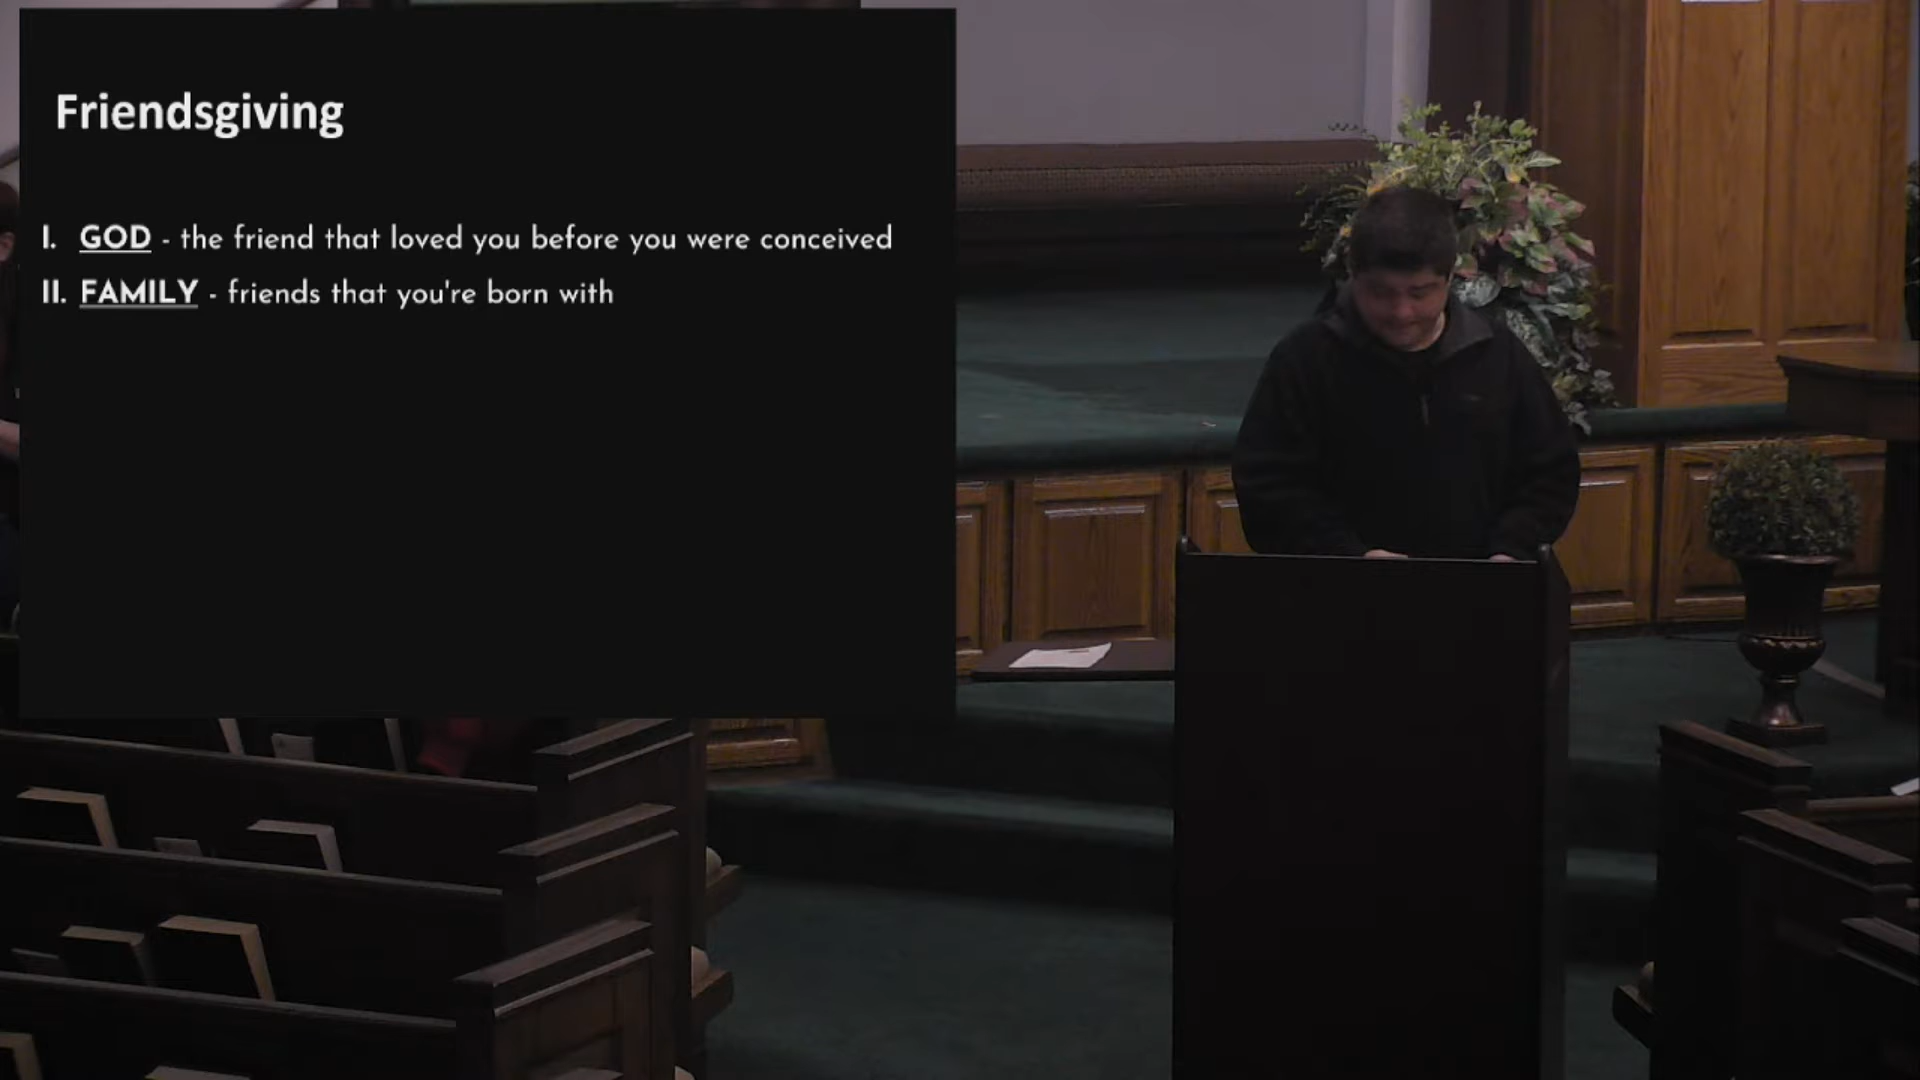 Friendsgiving
I. GOD - the friend that loved you before you were conceived
II. FAMILY - friends that you're born with